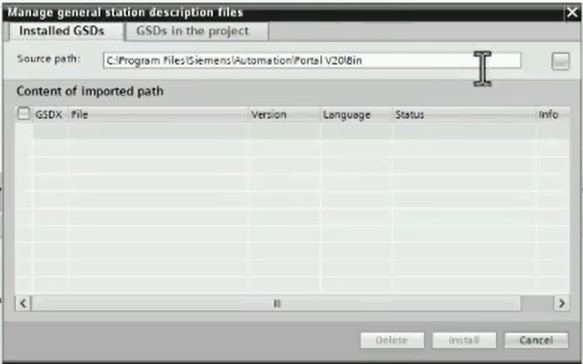 Manage general station description files
Installed GSDs
GSDs in the project
Source path: C:\Program Files\Siemens\Automation\Portal V20\Bin
...
Content of imported path
GSDX File Version Language Status Info
Delete Install Cancel